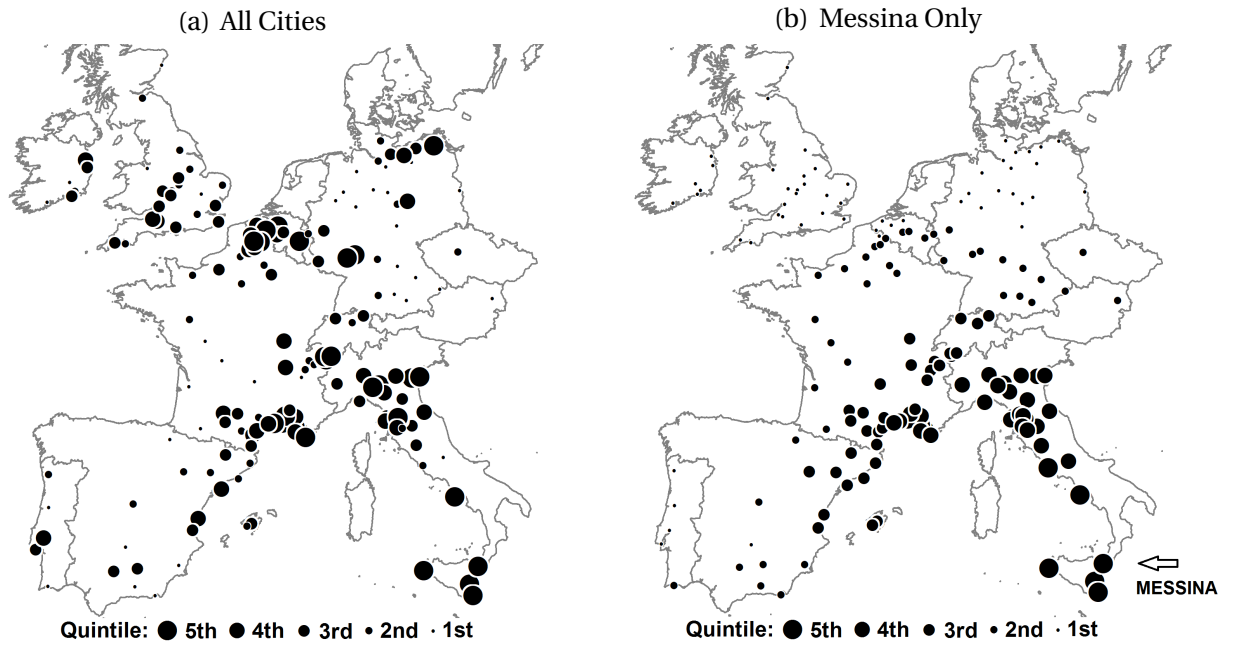 (a) All Cities
(b) Messina Only
MESSINA
Quintile: 5th 4th 3rd 2nd 1st
Quintile: 5th 4th 3rd 2nd 1st